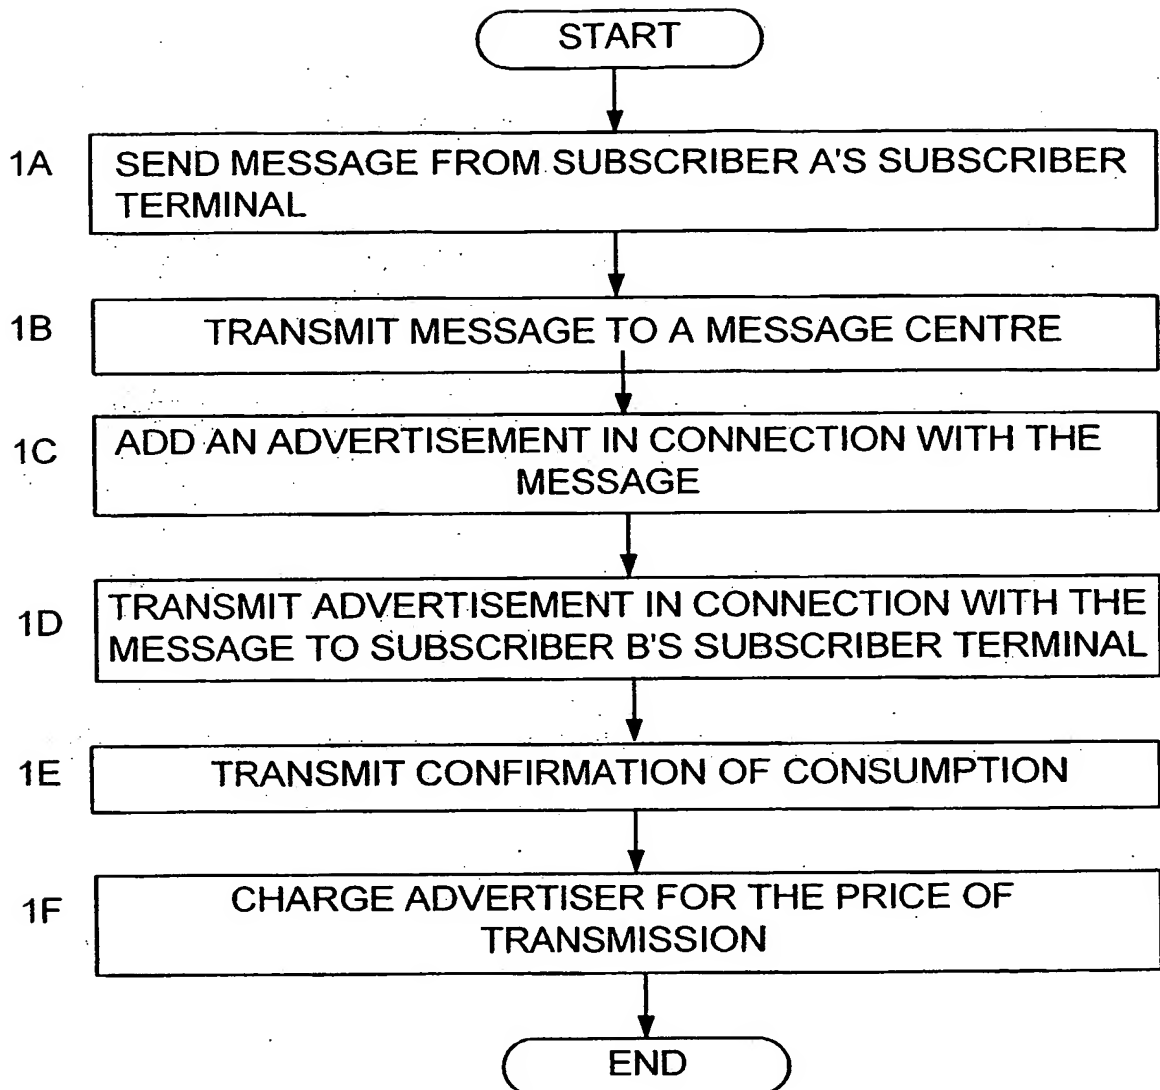 START
1A
SEND MESSAGE FROM SUBSCRIBER A'S SUBSCRIBER
TERMINAL
1B
TRANSMIT MESSAGE TO A MESSAGE CENTRE
1C
ADD AN ADVERTISEMENT IN CONNECTION WITH THE
MESSAGE
1D
TRANSMIT ADVERTISEMENT IN CONNECTION WITH THE
MESSAGE TO SUBSCRIBER B'S SUBSCRIBER TERMINAL
1E
TRANSMIT CONFIRMATION OF CONSUMPTION
1F
CHARGE ADVERTISER FOR THE PRICE OF
TRANSMISSION
END